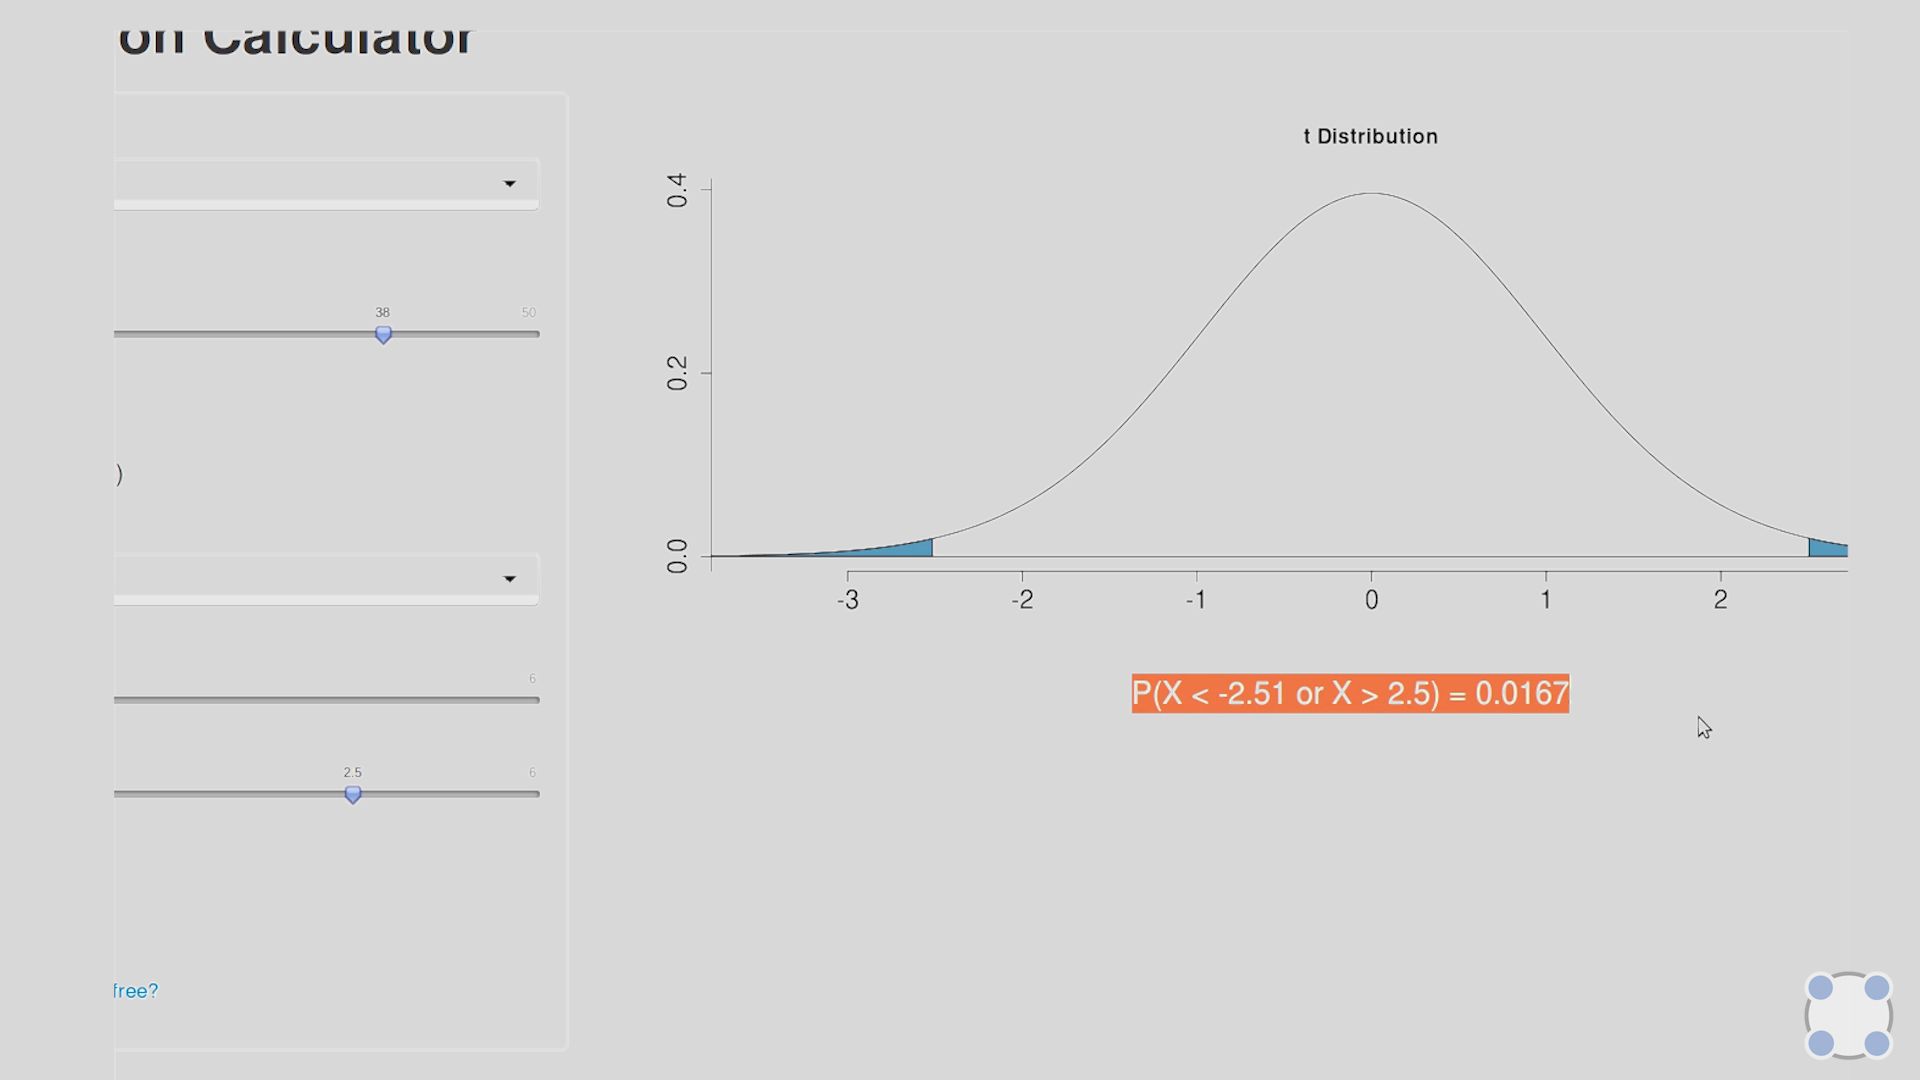 on Calculator
38
50
)
6
2.5
6
free?
t Distribution
0.4
0.2
0.0
-3 -2 -1 0 1 2
P(X < -2.51 or X > 2.5) = 0.0167